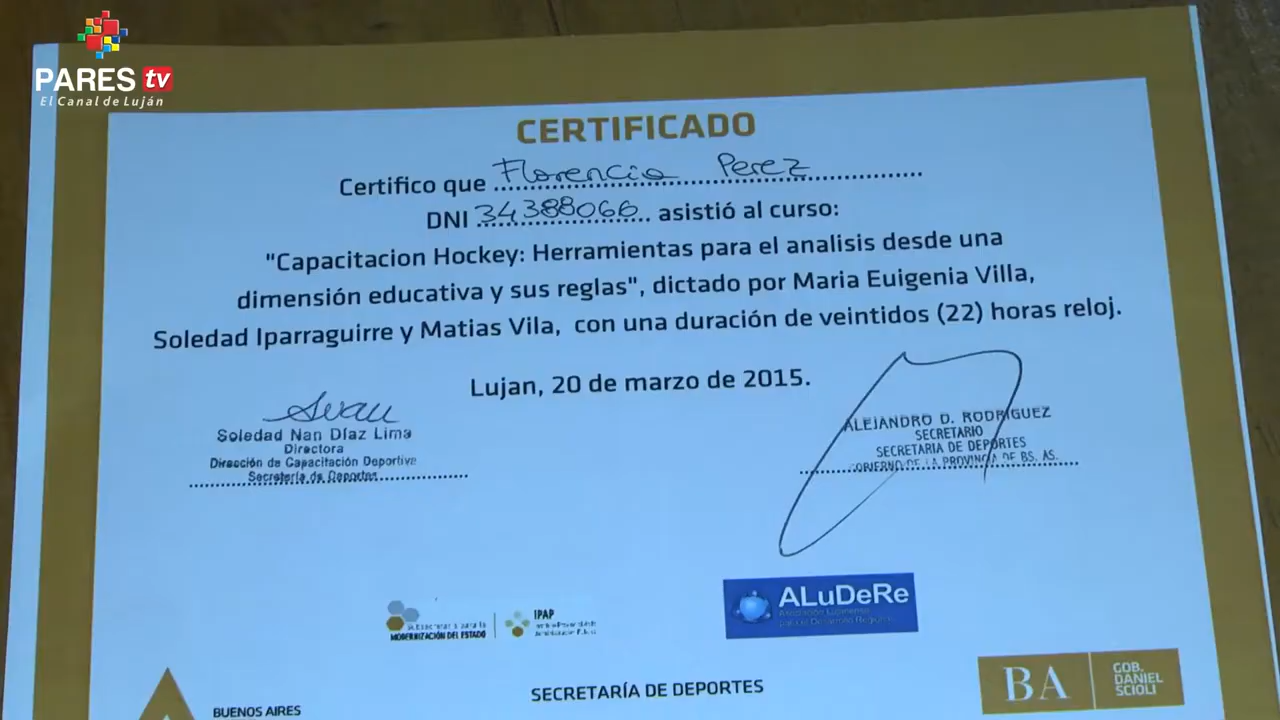 PARES tv
El Canal de Luján
CERTIFICADO
Certifico que Florencia Perez
DNI 34388066 asistió al curso:
"Capacitacion Hockey: Herramientas para el analisis desde una
dimensión educativa y sus reglas", dictado por Maria Euigenia Villa,
Soledad Iparraguirre y Matias Vila, con una duración de veintidos (22) horas reloj.
Lujan, 20 de marzo de 2015.
Soledad Nan Díaz Lima
Directora
Dirección de Capacitación Deportiva
Secretaría de Deportes
ALEJANDRO D. RODRIGUEZ
SECRETARIO
SECRETARIA DE DEPORTES
GOBIERNO DE LA PROVINCIA DE BS. AS.
MODERNIZACIÓN DEL ESTADO
IPAP
ALuDeRe
SECRETARÍA DE DEPORTES
BUENOS AIRES
BA
GOB.
DANIEL
SCIOLI